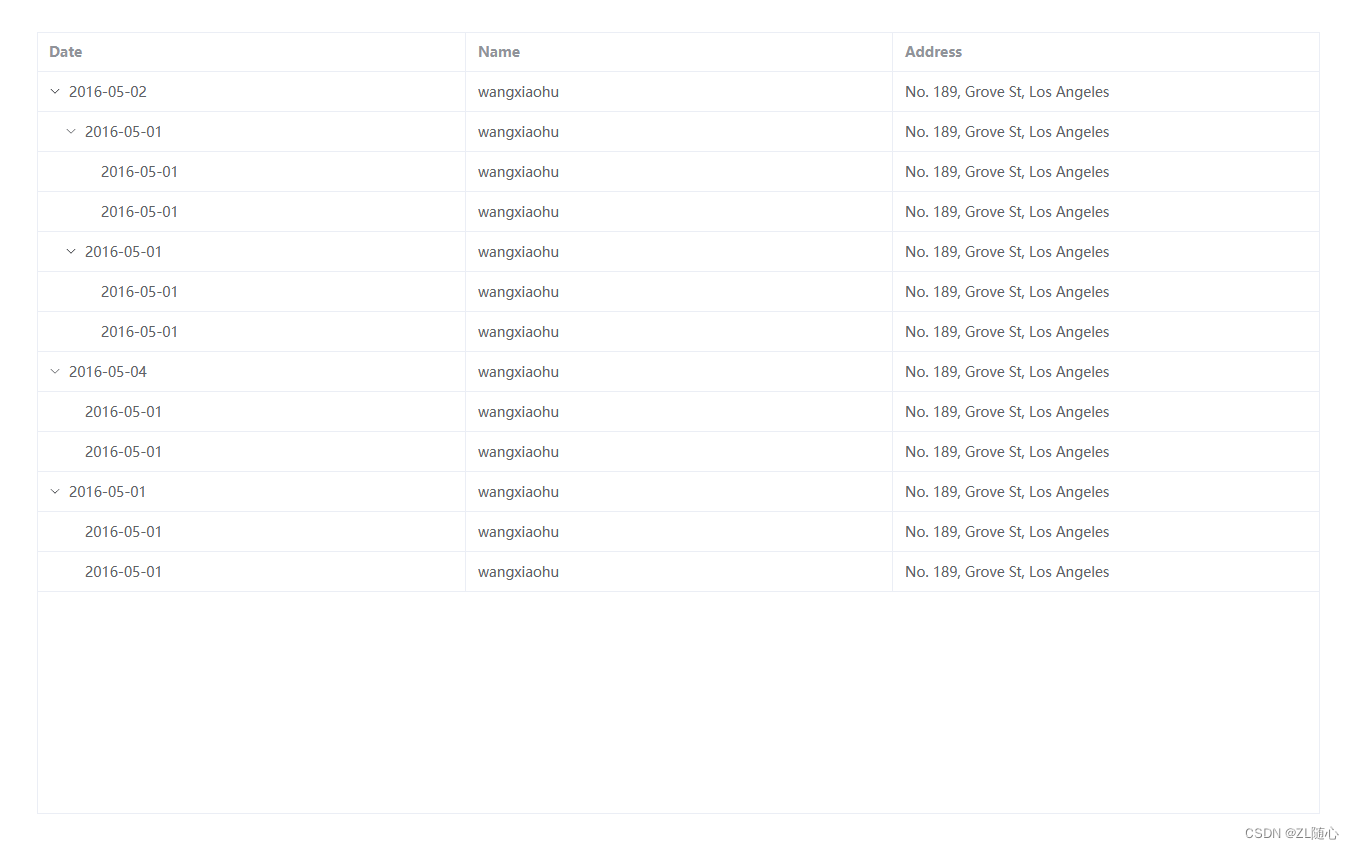 Date Name Address
2016-05-02 wangxiaohu No. 189, Grove St, Los Angeles
2016-05-01 wangxiaohu No. 189, Grove St, Los Angeles
2016-05-01 wangxiaohu No. 189, Grove St, Los Angeles
2016-05-01 wangxiaohu No. 189, Grove St, Los Angeles
2016-05-01 wangxiaohu No. 189, Grove St, Los Angeles
2016-05-01 wangxiaohu No. 189, Grove St, Los Angeles
2016-05-01 wangxiaohu No. 189, Grove St, Los Angeles
2016-05-04 wangxiaohu No. 189, Grove St, Los Angeles
2016-05-01 wangxiaohu No. 189, Grove St, Los Angeles
2016-05-01 wangxiaohu No. 189, Grove St, Los Angeles
2016-05-01 wangxiaohu No. 189, Grove St, Los Angeles
2016-05-01 wangxiaohu No. 189, Grove St, Los Angeles
2016-05-01 wangxiaohu No. 189, Grove St, Los Angeles
CSDN @ZL随心